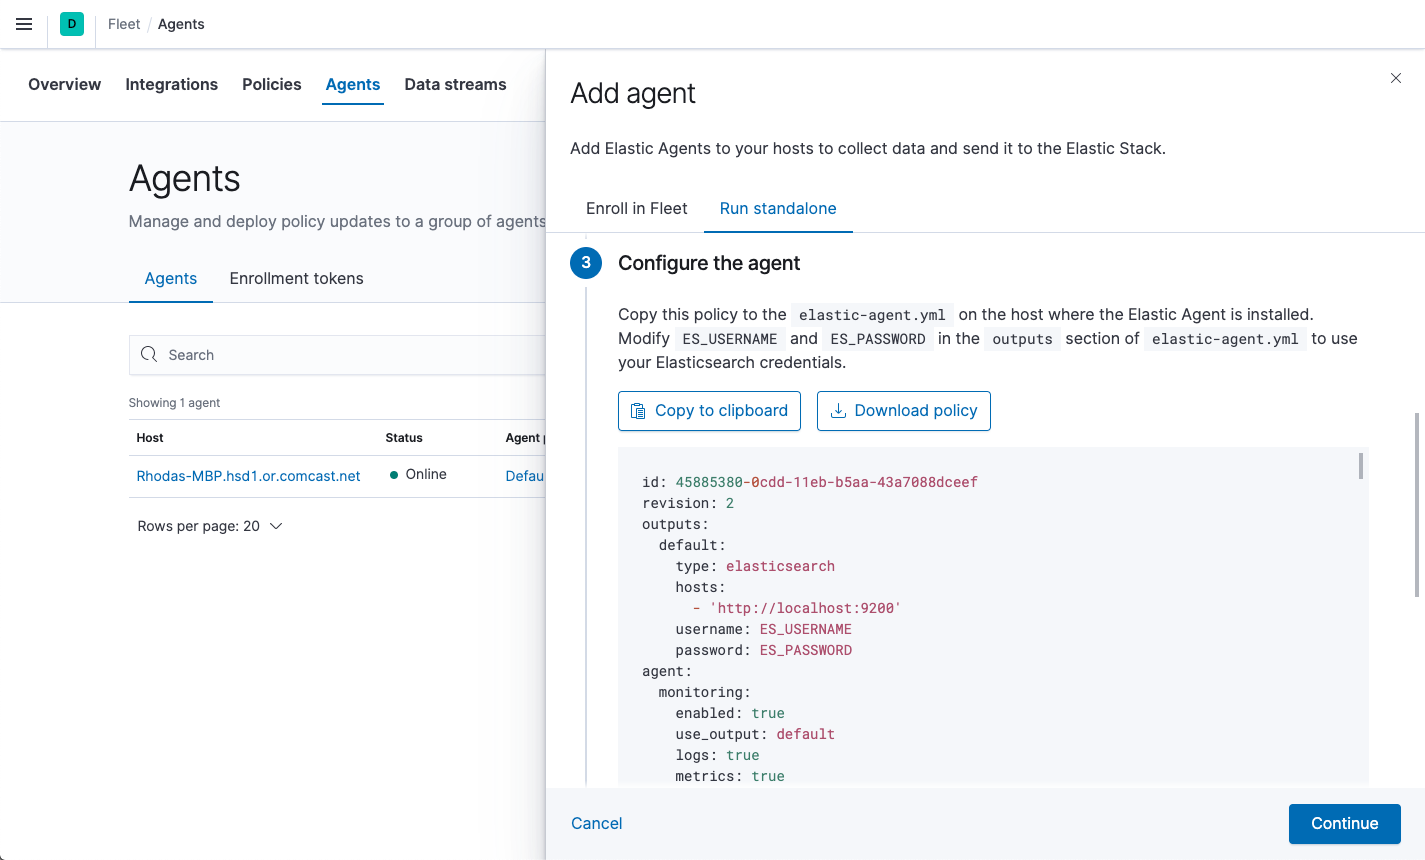 D
Fleet / Agents
Overview Integrations Policies Agents Data streams
Agents
Manage and deploy policy updates to a group of agents
Agents Enrollment tokens
Search
Showing 1 agent
Host Status Agent
Rhodas-MBP.hsd1.or.comcast.net Online
Rows per page: 20
Add agent
Add Elastic Agents to your hosts to collect data and send it to the Elastic Stack.
Enroll in Fleet Run standalone
3 Configure the agent
Copy this policy to the elastic-agent.yml on the host where the Elastic Agent is installed.
Modify ES_USERNAME and ES_PASSWORD in the outputs section of elastic-agent.yml to use
your Elasticsearch credentials.
Copy to clipboard Download policy
id: 45885380-0cdd-11eb-b5aa-43a7088dceef
revision: 2
outputs:
default:
type: elasticsearch
hosts:
- 'http://localhost:9200'
username: ES_USERNAME
password: ES_PASSWORD
agent:
monitoring:
enabled: true
use_output: default
logs: true
metrics: true
Cancel Continue